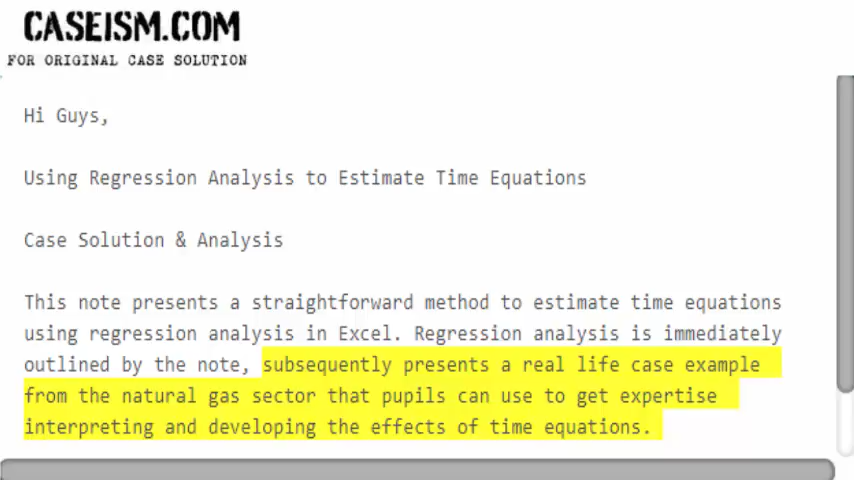 CASEISM.COM
FOR ORIGINAL CASE SOLUTION
Hi Guys,
Using Regression Analysis to Estimate Time Equations
Case Solution & Analysis
This note presents a straightforward method to estimate time equations
using regression analysis in Excel. Regression analysis is immediately
outlined by the note, subsequently presents a real life case example
from the natural gas sector that pupils can use to get expertise
interpreting and developing the effects of time equations.